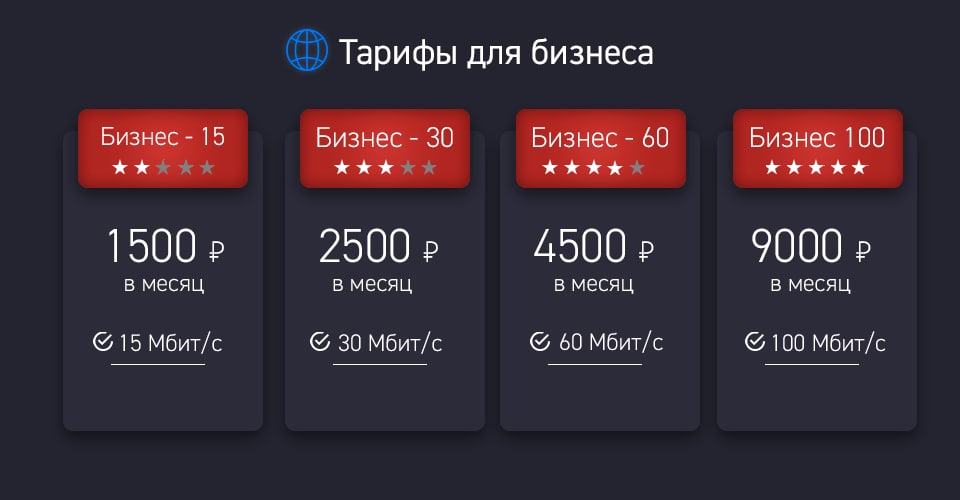 Тарифы для бизнеса
Бизнес - 15
1500 ₽
в месяц
15 Мбит/с
Бизнес - 30
2500 ₽
в месяц
30 Мбит/с
Бизнес - 60
4500 ₽
в месяц
60 Мбит/с
Бизнес 100
9000 ₽
в месяц
100 Мбит/с